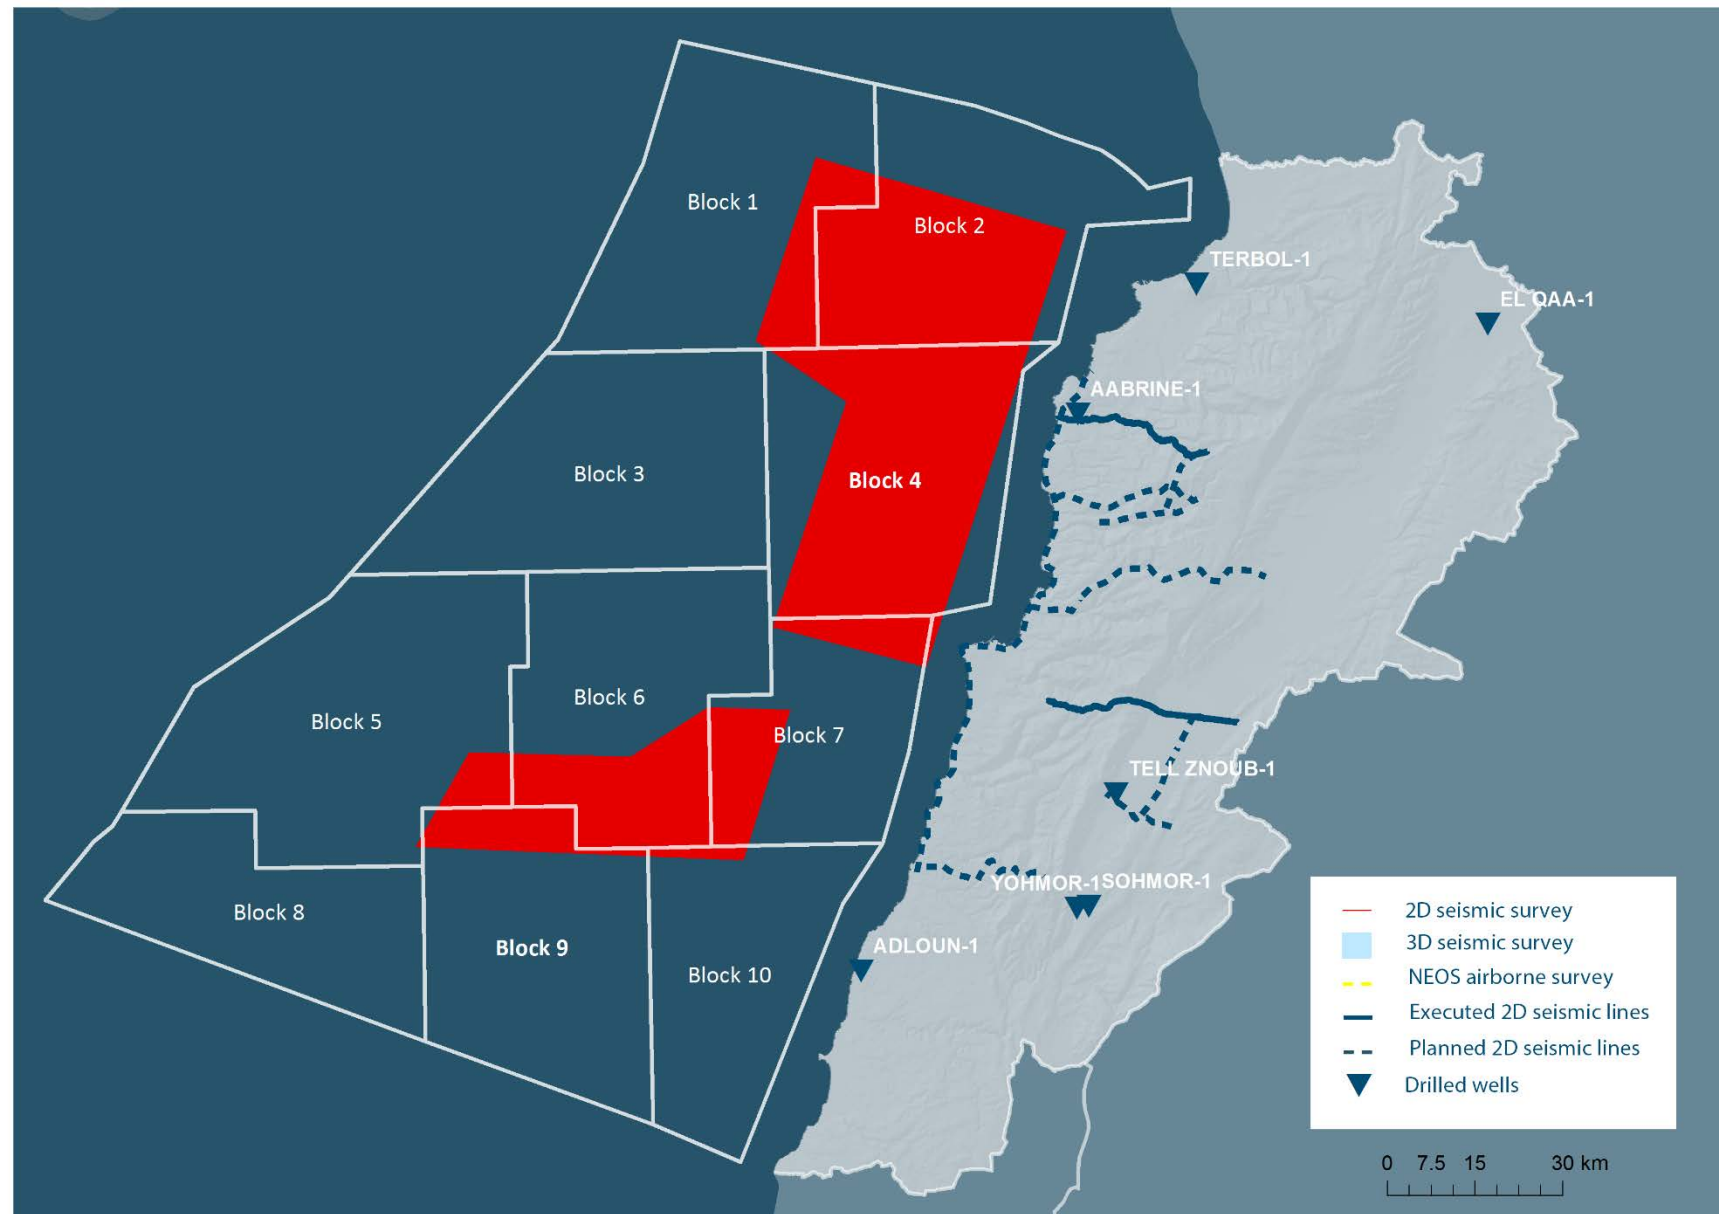 Block 1
Block 2
TERBOL-1
EL QAA-1
AABRINE-1
Block 3
Block 4
Block 6
Block 5
Block 7
TELL ZNOUB-1
YOHMOR-1 SOHMOR-1
Block 8
Block 9
ADLOUN-1
Block 10
2D seismic survey
3D seismic survey
NEOS airborne survey
Executed 2D seismic lines
Planned 2D seismic lines
Drilled wells
0 7.5 15 30 km